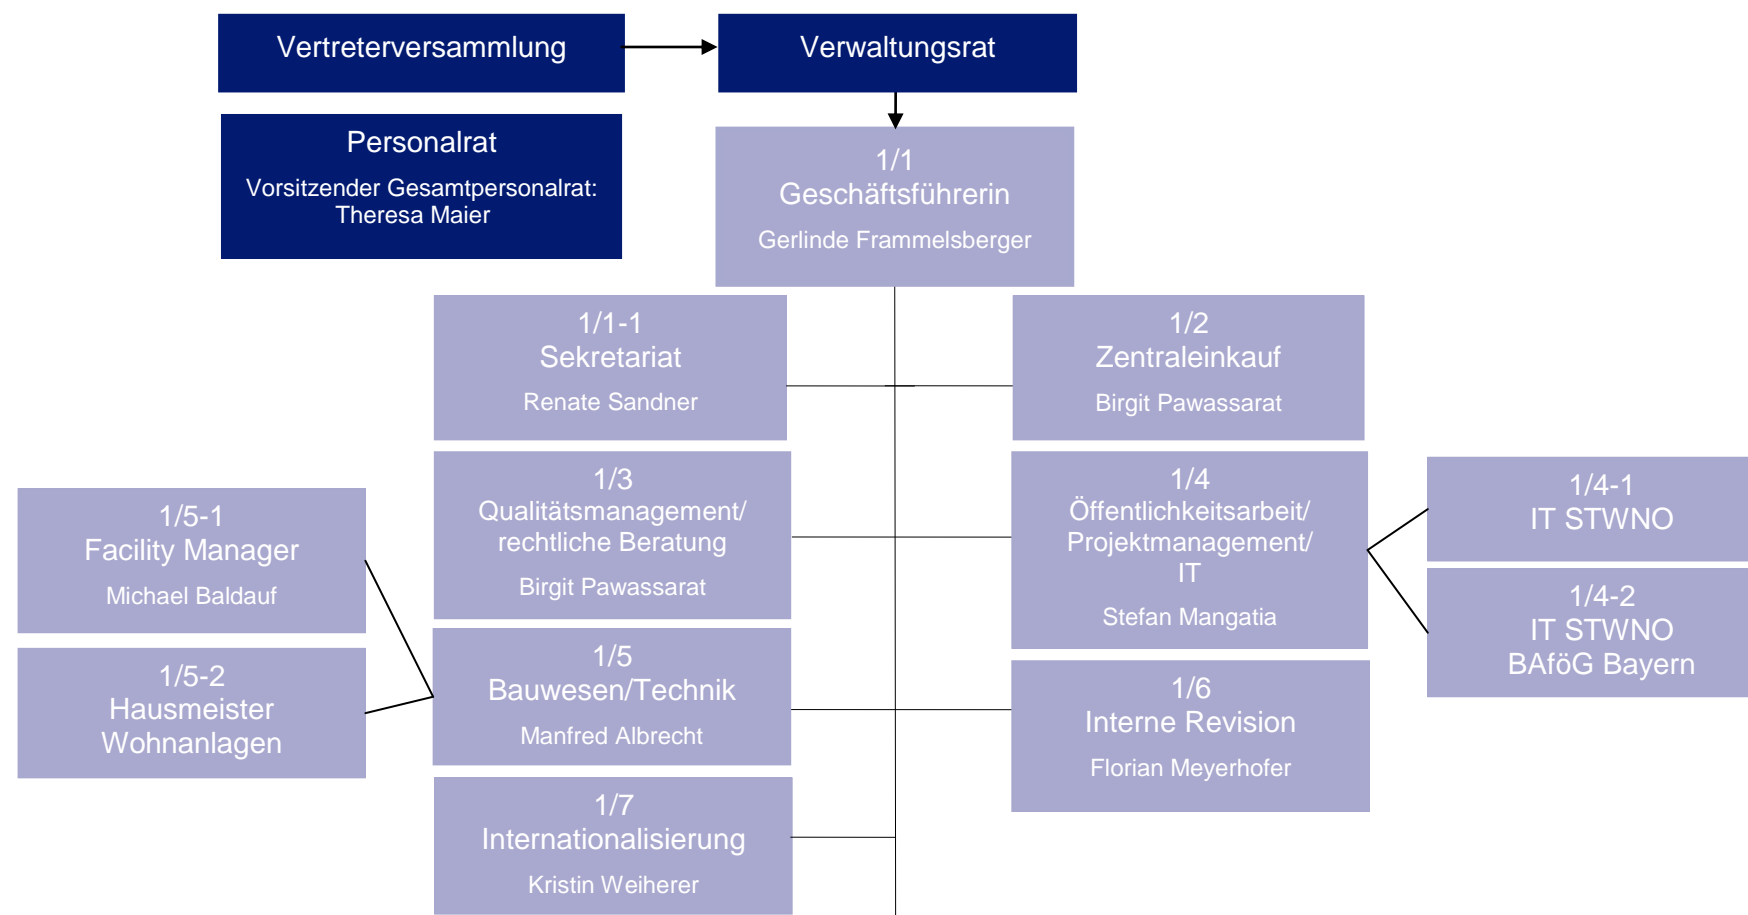 Vertreterversammlung
Verwaltungsrat
Personalrat
Vorsitzender Gesamtpersonalrat:
Theresa Maier
1/1
Geschäftsführerin
Gerlinde Frammelsberger
1/1-1
Sekretariat
Renate Sandner
1/2
Zentraleinkauf
Birgit Pawassarat
1/3
Qualitätsmanagement/
rechtliche Beratung
Birgit Pawassarat
1/4
Öffentlichkeitsarbeit/
Projektmanagement/
IT
Stefan Mangatia
1/4-1
IT STWNO
1/4-2
IT STWNO
BAföG Bayern
1/5-1
Facility Manager
Michael Baldauf
1/5-2
Hausmeister
Wohnanlagen
1/5
Bauwesen/Technik
Manfred Albrecht
1/6
Interne Revision
Florian Meyerhofer
1/7
Internationalisierung
Kristin Weiherer